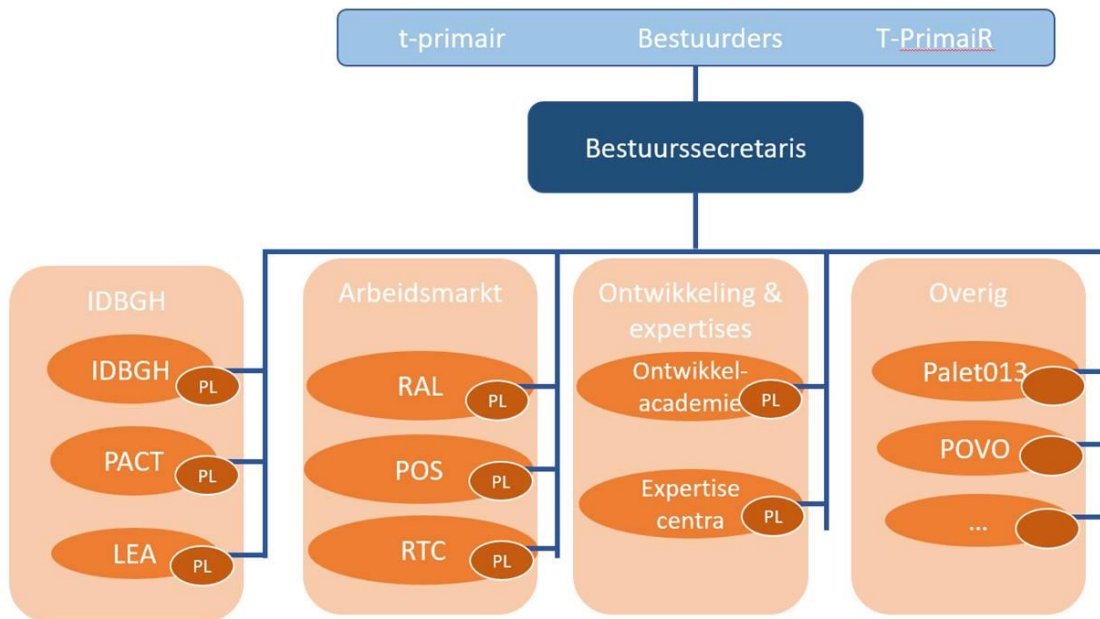 t-primair Bestuurders T-PrimaiR
Bestuurssecretaris
IDBGH
IDBGH
PL
PACT
PL
LEA
PL
Arbeidsmarkt
RAL
PL
POS
PL
RTC
PL
Ontwikkeling &
expertises
Ontwikkel-
academie
PL
Expertise
centra
PL
Overig
Palet013
POVO
...